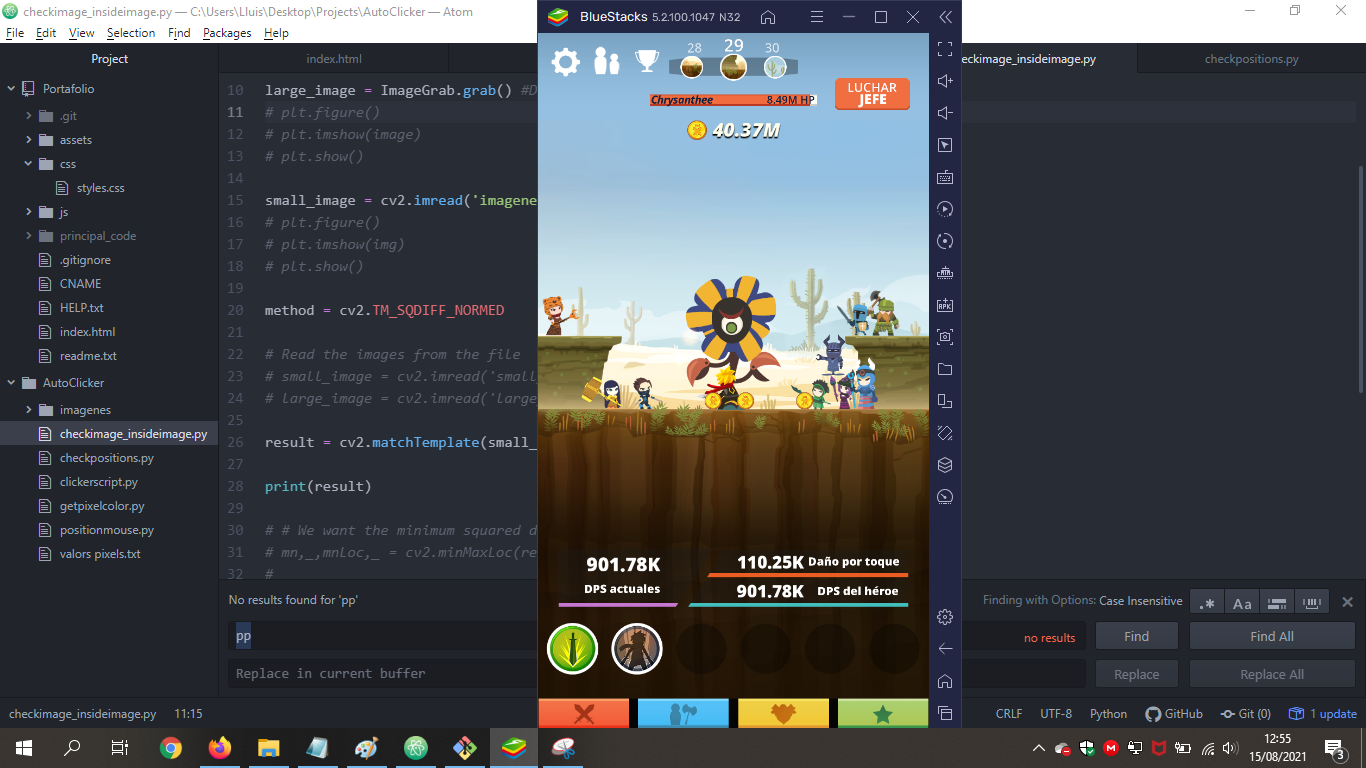 checkimage_insideimage.py — C:\Users\Lluis\Desktop\Projects\AutoClicker — Atom
File Edit View Selection Find Packages Help
Project
Portafolio
.git
assets
css
styles.css
js
principal_code
.gitignore
CNAME
HELP.txt
index.html
readme.txt
AutoClicker
imagenes
checkimage_insideimage.py
checkpositions.py
clickerscript.py
getpixelcolor.py
positionmouse.py
valors pixels.txt
index.html
10 large_image = ImageGrab.grab() #D
11 # plt.figure()
12 # plt.imshow(image)
13 # plt.show()
14
15 small_image = cv2.imread('imagene
16 # plt.figure()
17 # plt.imshow(img)
18 # plt.show()
19
20 method = cv2.TM_SQDIFF_NORMED
21
22 # Read the images from the file
23 # small_image = cv2.imread('small
24 # large_image = cv2.imread('large
25
26 result = cv2.matchTemplate(small_
27
28 print(result)
29
30 # # We want the minimum squared d
31 # mn,_,mnLoc,_ = cv2.minMaxLoc(re
32 #
BlueStacks 5.2.100.1047 N32
28 29 30
LUCHAR
JEFE
Chrysanthee 8.49M HP
40.37M
901.78K
DPS actuales
110.25K Daño por toque
901.78K DPS del héroe
APK
eckimage_insideimage.py
checkpositions.py
No results found for 'pp'
Finding with Options: Case Insensitive
.* Aa
pp
no results
Find
Find All
Replace in current buffer
Replace
Replace All
checkimage_insideimage.py 11:15
CRLF UTF-8 Python GitHub Git (0) 1 update
12:55
15/08/2021
3